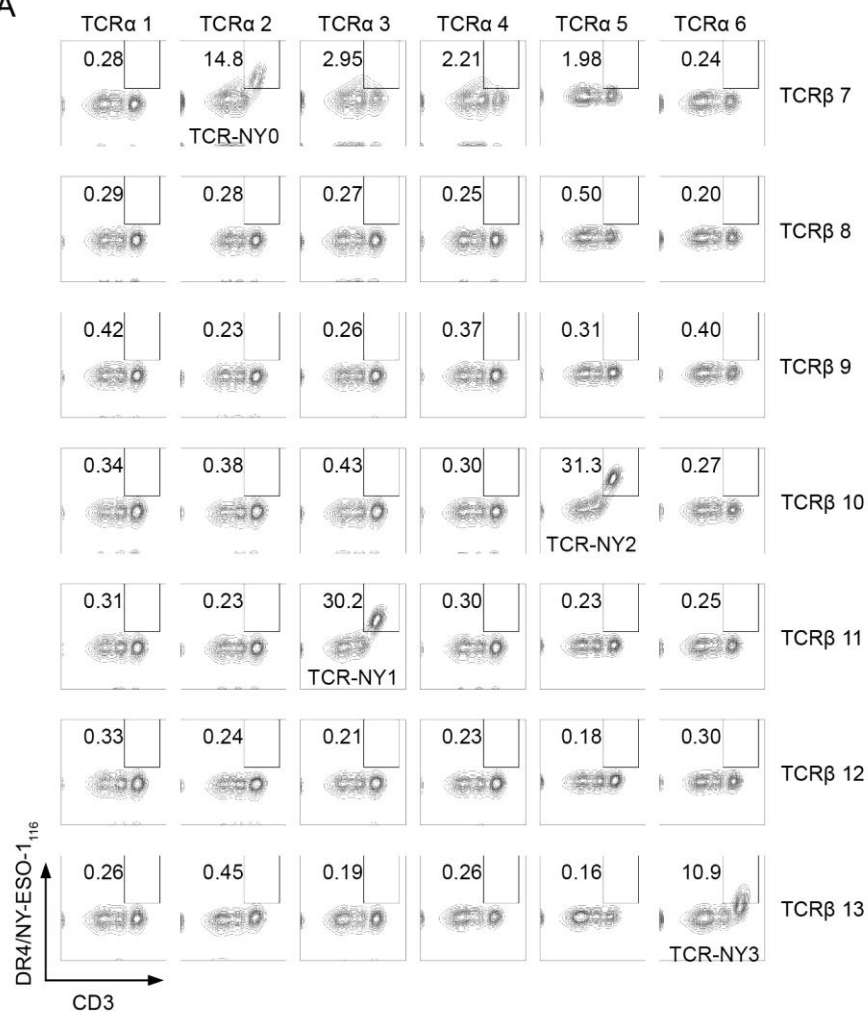 A
TCRα 1 TCRα 2 TCRα 3 TCRα 4 TCRα 5 TCRα 6
0.28 14.8 2.95 2.21 1.98 0.24 TCRβ 7
TCR-NY0
0.29 0.28 0.27 0.25 0.50 0.20 TCRβ 8
0.42 0.23 0.26 0.37 0.31 0.40 TCRβ 9
0.34 0.38 0.43 0.30 31.3 0.27 TCRβ 10
TCR-NY2
0.31 0.23 30.2 0.30 0.23 0.25 TCRβ 11
TCR-NY1
0.33 0.24 0.21 0.23 0.18 0.30 TCRβ 12
0.26 0.45 0.19 0.26 0.16 10.9 TCRβ 13
TCR-NY3
DR4/NY-ESO-1₁₁₆
CD3